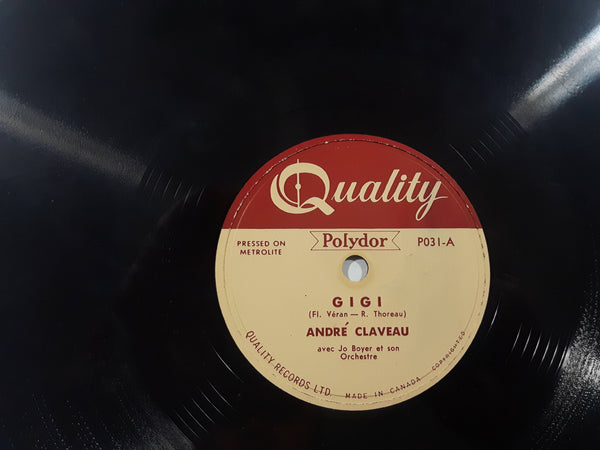 Quality
PRESSED ON
METROLITE
Polydor
P031-A
GIGI
(Fl. Véran — R. Thoreau)
ANDRÉ CLAVEAU
avec Jo Boyer et son
Orchestre
QUALITY RECORDS LTD. MADE IN CANADA COPYRIGHTED